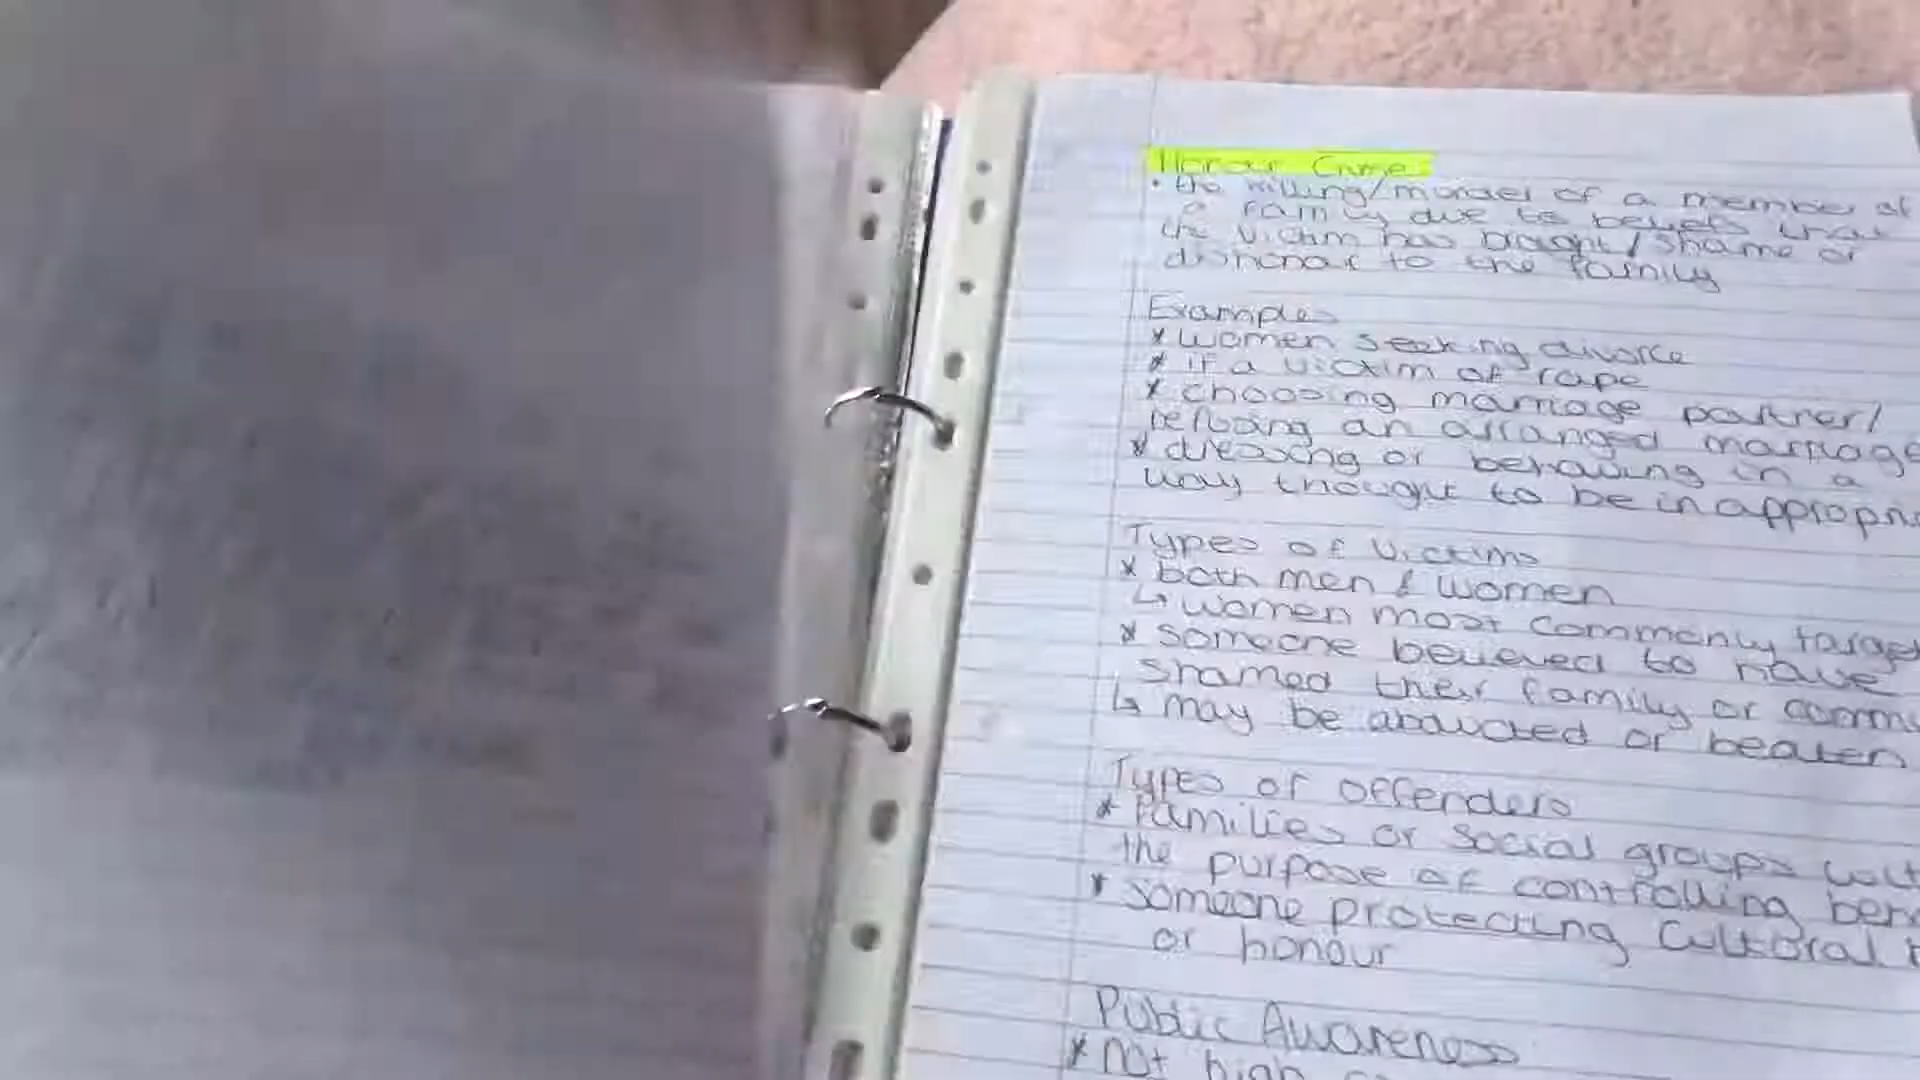 Honour Crime
• the killing/murder of a member of
a family due to beliefs that
the victim has brought/shame or
dishonour to the family
Examples
* women seeking divorce
* if a victim of rape
* choosing marriage partner/
refusing an arranged marriage
* dressing or behaving in a
way thought to be inappropri
Types of Victims
* both men & women
↳ women most commonly target
* someone believed to have
shamed their family or commu
↳ may be abducted or beaten
Types of offenders
* Families or social groups with
the purpose of controlling beh
* someone protecting cultoral
or honour
Public Awareness
* not high